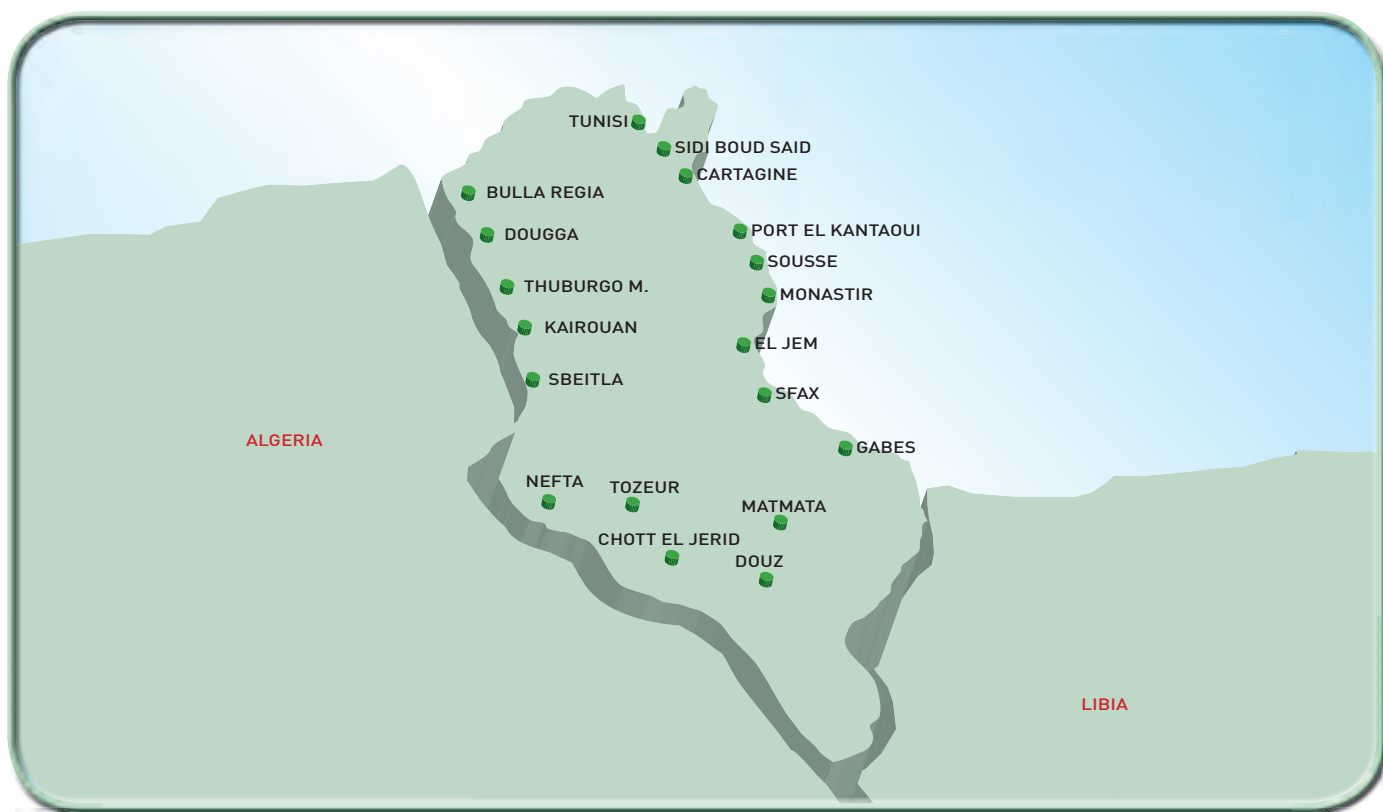 TUNISI
SIDI BOUD SAID
CARTAGINE
BULLA REGIA
PORT EL KANTAOUI
DOUGGA
SOUSSE
THUBURGO M.
MONASTIR
KAIROUAN
EL JEM
SBEITLA
SFAX
ALGERIA
GABES
NEFTA
TOZEUR
MATMATA
CHOTT EL JERID
DOUZ
LIBIA